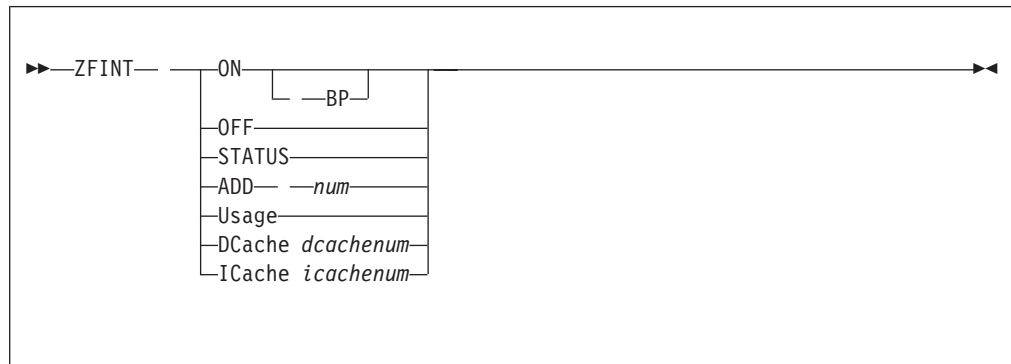 ZFINT ON
BP
OFF
STATUS
ADD num
Usage
DCache dcachenum
ICache icachenum